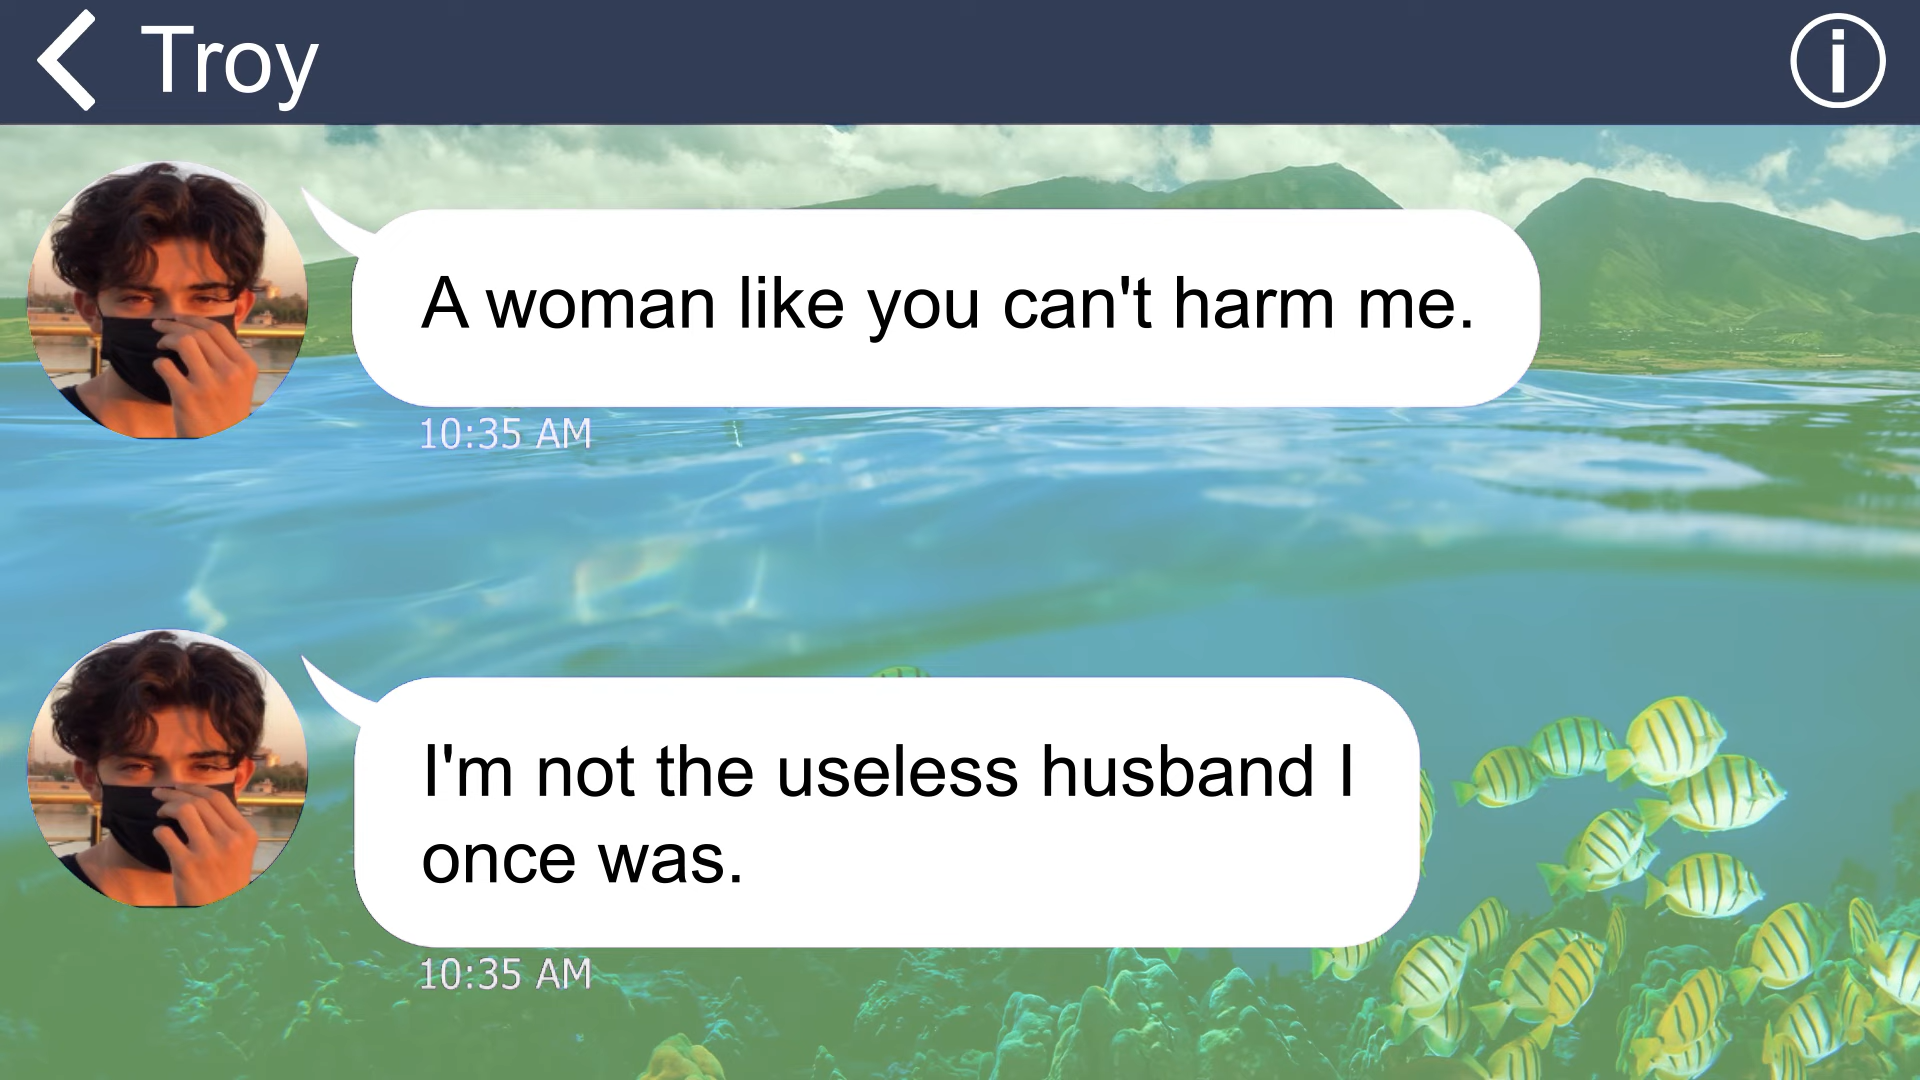 Troy
A woman like you can't harm me.
10:35 AM
I'm not the useless husband I
once was.
10:35 AM